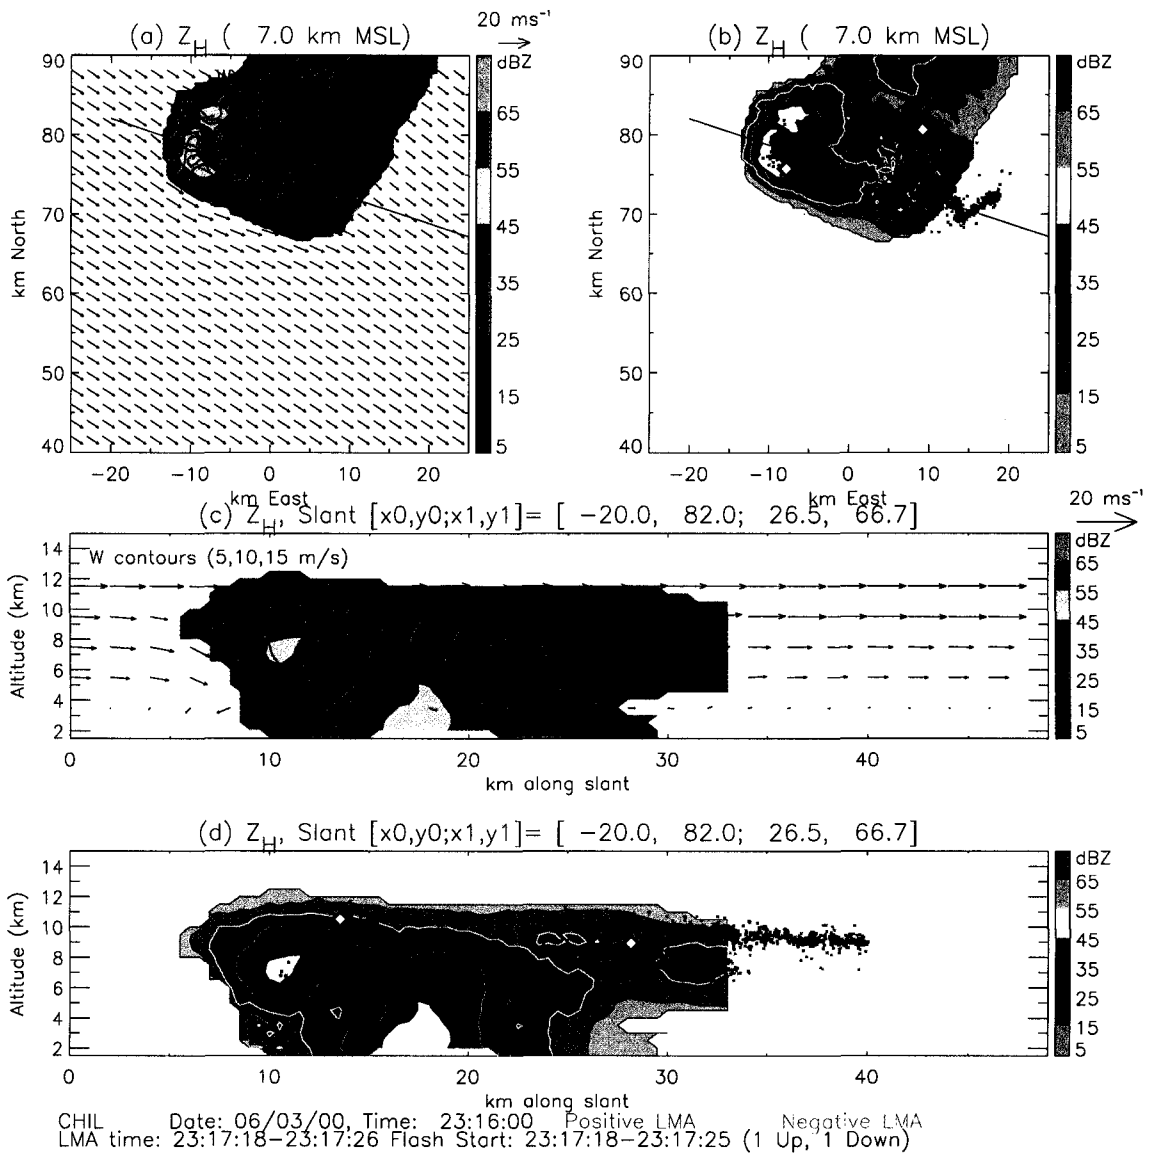 (a) Z_H ( 7.0 km MSL)
20 ms⁻¹
dBZ
65
55
45
35
25
15
5
90
80
70
60
50
40
km North
−20 −10 0 10 20
km East
(b) Z_H ( 7.0 km MSL)
dBZ
65
55
45
35
25
15
5
90
80
70
60
50
40
km North
−20 −10 0 10 20
km East
(c) Z_H, Slant [x0,y0;x1,y1]= [ −20.0, 82.0; 26.5, 66.7]
20 ms⁻¹
W contours (5,10,15 m/s)
dBZ
65
55
45
35
25
15
5
14
12
10
8
6
4
2
Altitude (km)
0 10 20 30 40
km along slant
(d) Z_H, Slant [x0,y0;x1,y1]= [ −20.0, 82.0; 26.5, 66.7]
dBZ
65
55
45
35
25
15
5
14
12
10
8
6
4
2
Altitude (km)
0 10 20 30 40
km along slant
CHIL Date: 06/03/00, Time: 23:16:00 Positive LMA Negative LMA
LMA time: 23:17:18−23:17:26 Flash Start: 23:17:18−23:17:25 (1 Up, 1 Down)